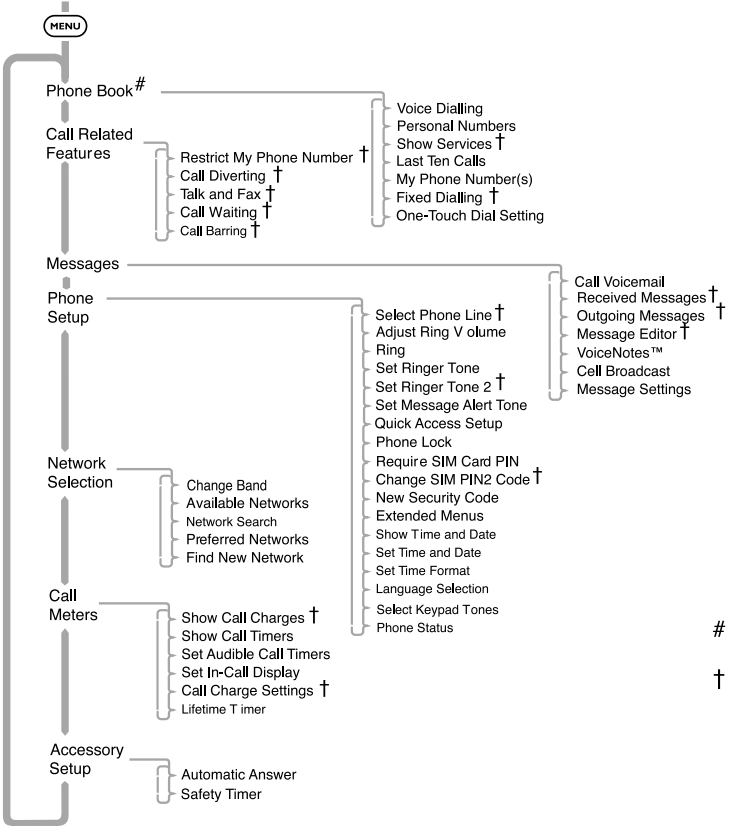 MENU
Phone Book #
Voice Dialling
Personal Numbers
Show Services †
Last Ten Calls
My Phone Number(s)
Fixed Dialling †
One-Touch Dial Setting
Call Related
Features
Restrict My Phone Number †
Call Diverting †
Talk and Fax †
Call Waiting †
Call Barring †
Messages
Call Voicemail
Received Messages †
Outgoing Messages †
Message Editor †
VoiceNotes™
Cell Broadcast
Message Settings
Phone
Setup
Select Phone Line †
Adjust Ring V olume
Ring
Set Ringer Tone
Set Ringer Tone 2 †
Set Message Alert Tone
Quick Access Setup
Phone Lock
Require SIM Card PIN
Change SIM PIN2 Code †
New Security Code
Extended Menus
Show Time and Date
Set Time and Date
Set Time Format
Language Selection
Select Keypad Tones
Phone Status
Network
Selection
Change Band
Available Networks
Network Search
Preferred Networks
Find New Network
Call
Meters
Show Call Charges †
Show Call Timers
Set Audible Call Timers
Set In-Call Display
Call Charge Settings †
Lifetime T imer
Accessory
Setup
Automatic Answer
Safety Timer
#
†